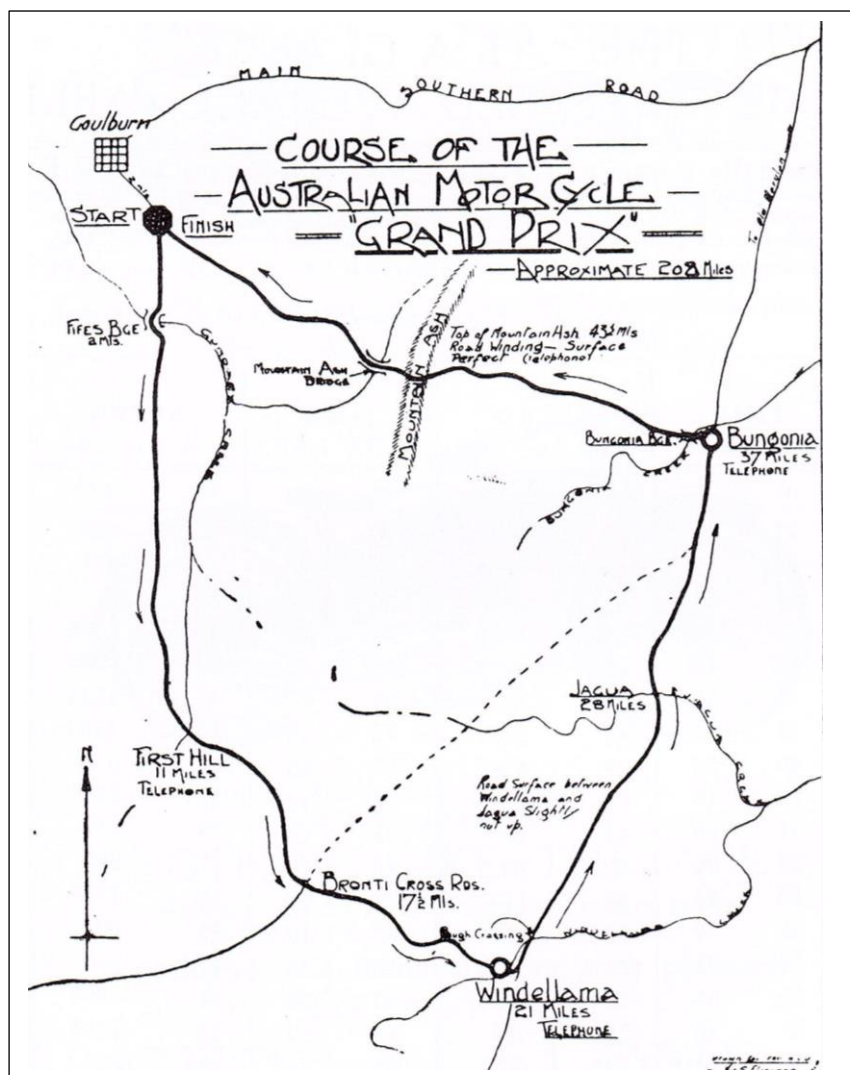 MAIN SOUTHERN ROAD
Goulburn
COURSE OF THE
AUSTRALIAN MOTOR CYCLE
"GRAND PRIX"
APPROXIMATE 208 MILES
2 Mls
START
FINISH
FIFES BGE
2 MLS.
MOUNTAIN ASH
BRIDGE
MOUNTAIN ASH
Top of Mountain Ash 43½ Mls
Road Winding — Surface
Perfect (telephone)
BUNGONIA BGE.
Bungonia
37 MILES
TELEPHONE
BUNGONIA CREEK
CREEK
JAGUA
28 MILES
N
FIRST HILL
11 MILES
TELEPHONE
Road Surface between
Windellama and
Jagua Slightly
cut up.
BRONTI CROSS RDS.
17½ MLS.
Rough Crossing
Windellama
21 MILES
TELEPHONE